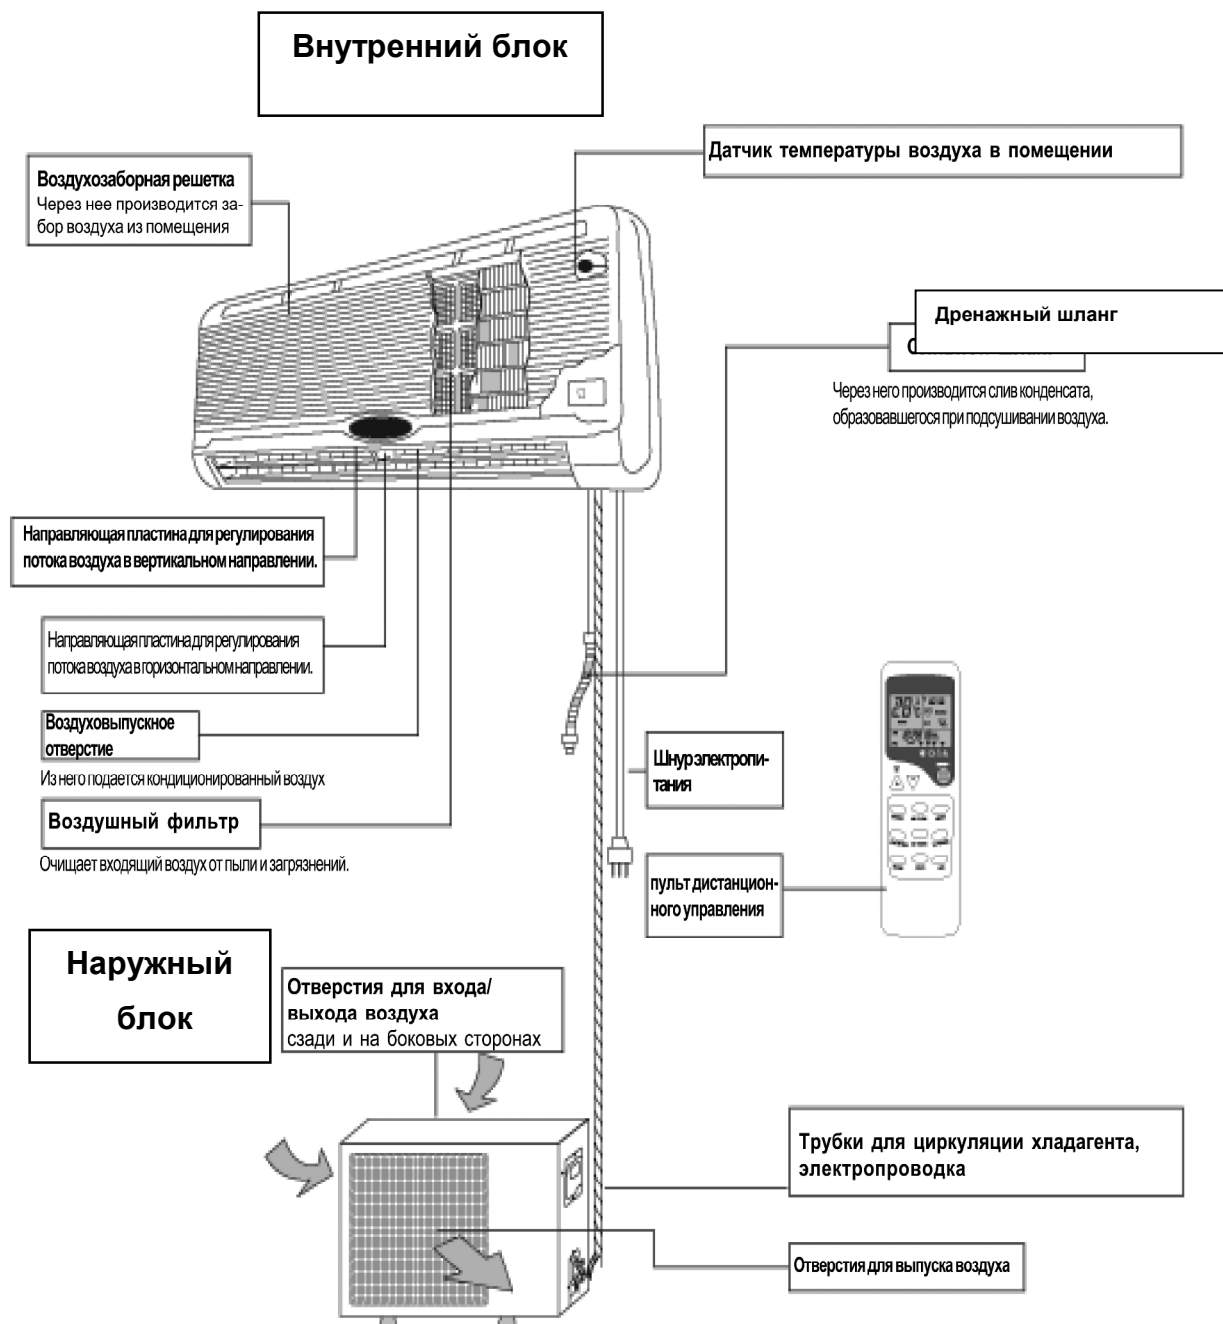 Внутренний блок
Датчик температуры воздуха в помещении
Воздухозаборная решетка
Через нее производится за-
бор воздуха из помещения
Дренажный шланг
Через него производится слив конденсата,
образовавшегося при подсушивании воздуха.
Направляющая пластина для регулирования
потока воздуха в вертикальном направлении.
Направляющая пластина для регулирования
потока воздуха в горизонтальном направлении.
Воздуховыпускное
отверстие
Из него подается кондиционированный воздух
Воздушный фильтр
Очищает входящий воздух от пыли и загрязнений.
Шнур электропи-
тания
пульт дистанцион-
ного управления
Наружный
блок
Отверстия для входа/
выхода воздуха
сзади и на боковых сторонах
Трубки для циркуляции хладагента,
электропроводка
Отверстия для выпуска воздуха